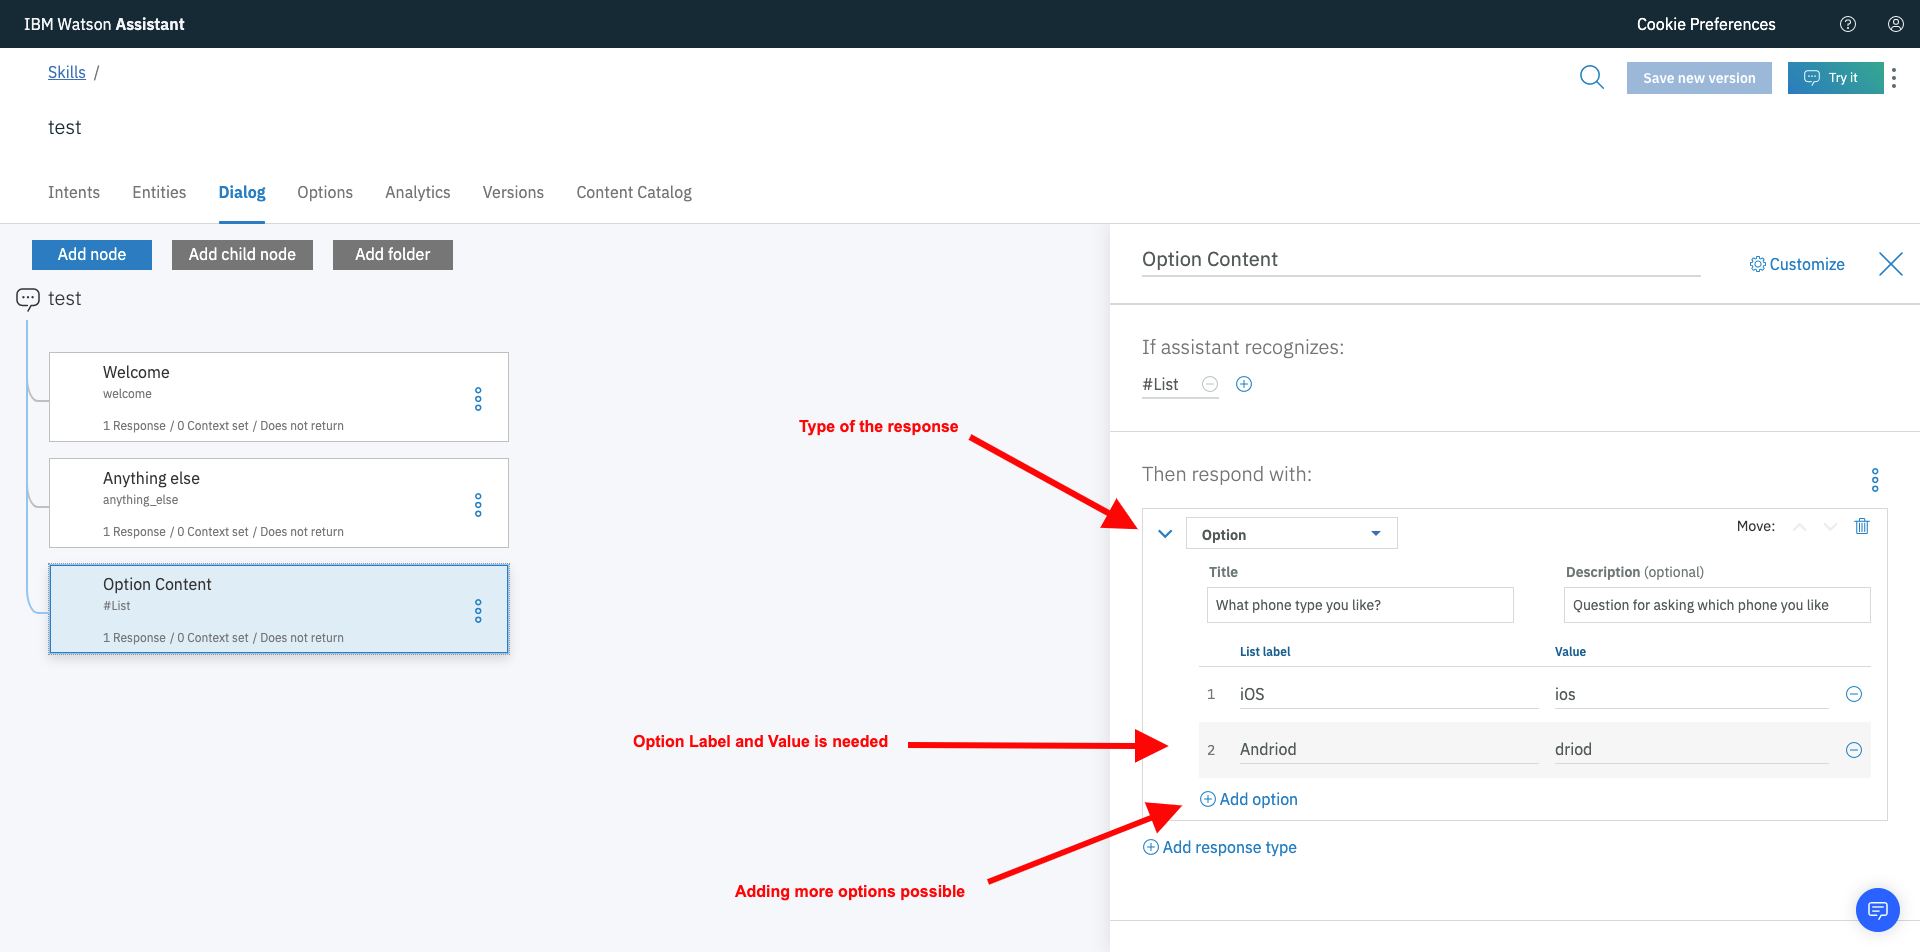 IBM Watson Assistant
Cookie Preferences
Skills /
Save new version
Try it
test
Intents
Entities
Dialog
Options
Analytics
Versions
Content Catalog
Add node
Add child node
Add folder
test
Welcome
welcome
1 Response / 0 Context set / Does not return
Anything else
anything_else
1 Response / 0 Context set / Does not return
Option Content
#List
1 Response / 0 Context set / Does not return
Type of the response
Option Label and Value is needed
Adding more options possible
Option Content
Customize
If assistant recognizes:
#List
Then respond with:
Option
Move:
Title
Description (optional)
What phone type you like?
Question for asking which phone you like
List label
Value
1 iOS ios
2 Andriod driod
Add option
Add response type